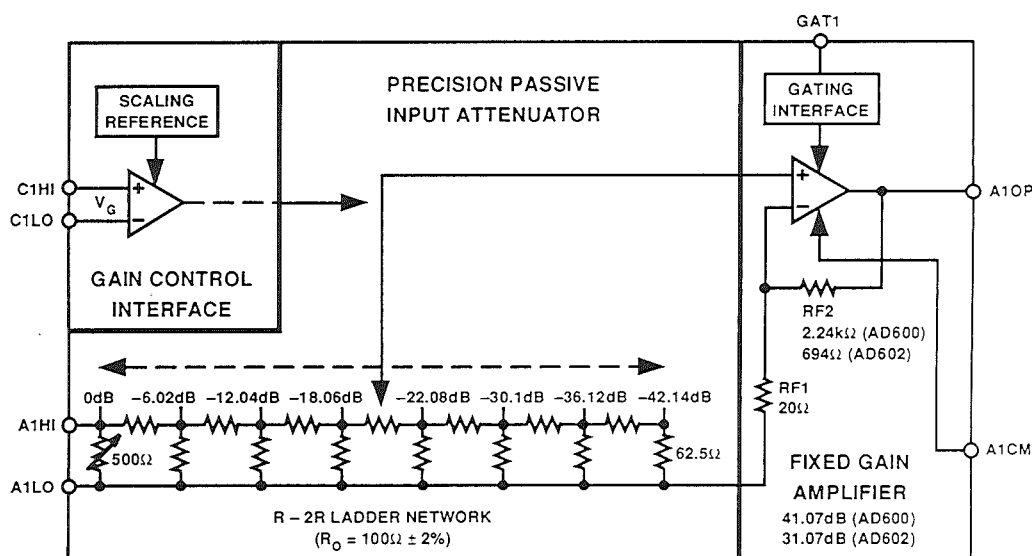 GAT1
SCALING
REFERENCE
PRECISION PASSIVE
INPUT ATTENUATOR
GATING
INTERFACE
C1HI
+
VG
C1LO
−
+
−
A1OP
GAIN CONTROL
INTERFACE
RF2
2.24kΩ (AD600)
694Ω (AD602)
0dB −6.02dB −12.04dB −18.06dB −22.08dB −30.1dB −36.12dB −42.14dB
RF1
20Ω
A1HI
500Ω
62.5Ω
A1CM
A1LO
FIXED GAIN
AMPLIFIER
41.07dB (AD600)
31.07dB (AD602)
R – 2R LADDER NETWORK
(RO = 100Ω ± 2%)